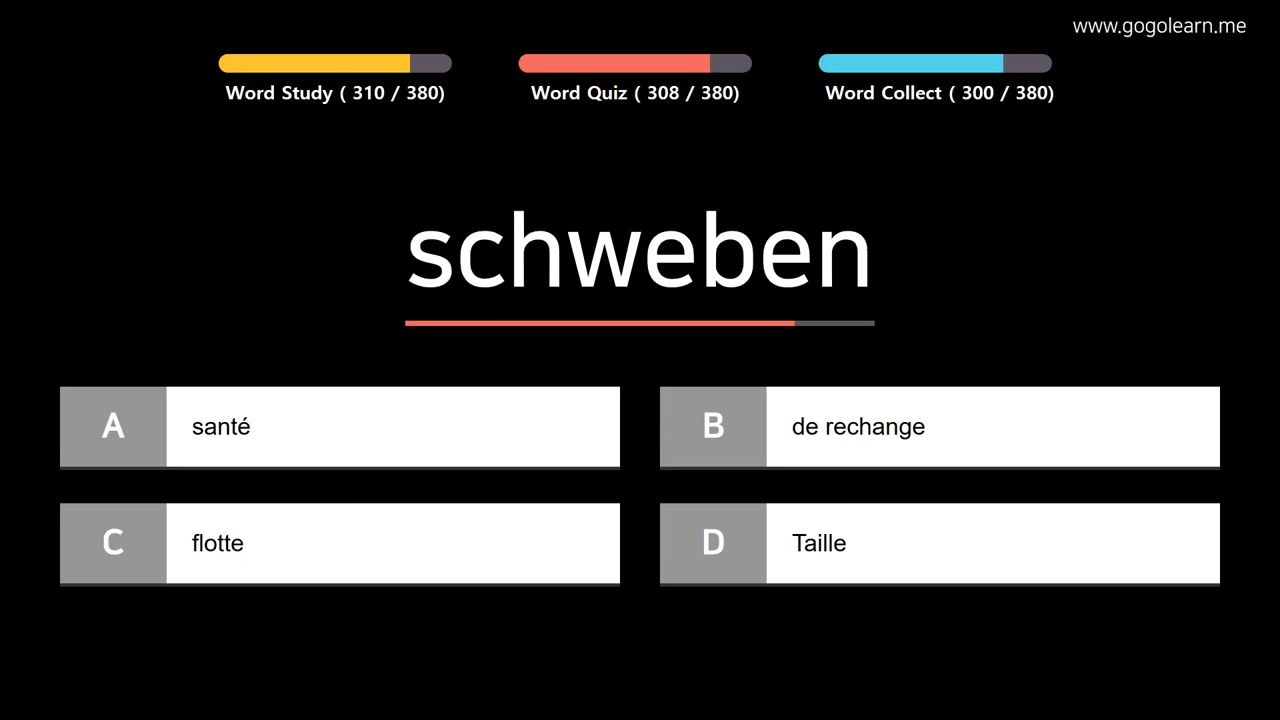 www.gogolearn.me
Word Study ( 310 / 380)
Word Quiz ( 308 / 380)
Word Collect ( 300 / 380)
schweben
A santé
B de rechange
C flotte
D Taille